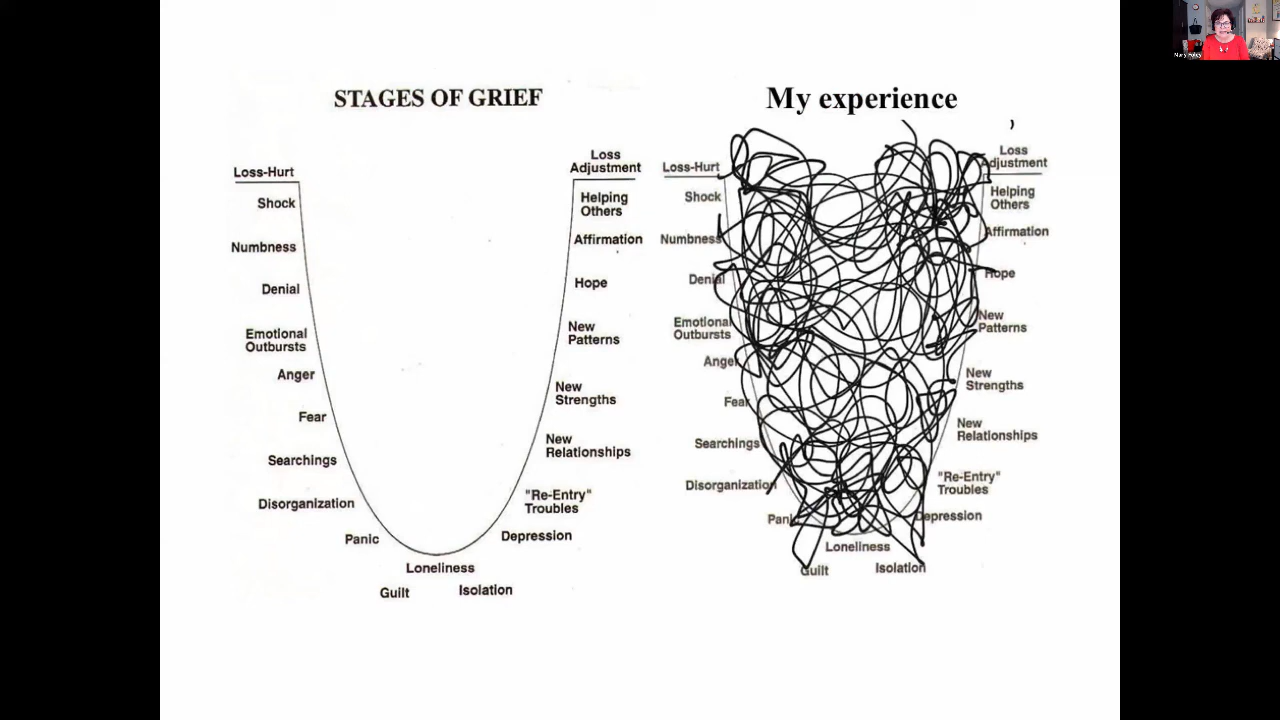 STAGES OF GRIEF
Loss-Hurt
Shock
Numbness
Denial
Emotional
Outbursts
Anger
Fear
Searchings
Disorganization
Panic
Loneliness
Guilt
Isolation
Depression
"Re-Entry"
Troubles
New
Relationships
New
Strengths
New
Patterns
Hope
Affirmation
Helping
Others
Loss
Adjustment
My experience
Loss-Hurt
Shock
Numbness
Denial
Emotional
Outbursts
Anger
Fear
Searchings
Disorganization
Panic
Loneliness
Guilt
Isolation
Depression
"Re-Entry"
Troubles
New
Relationships
New
Strengths
New
Patterns
Hope
Affirmation
Helping
Others
Loss
Adjustment